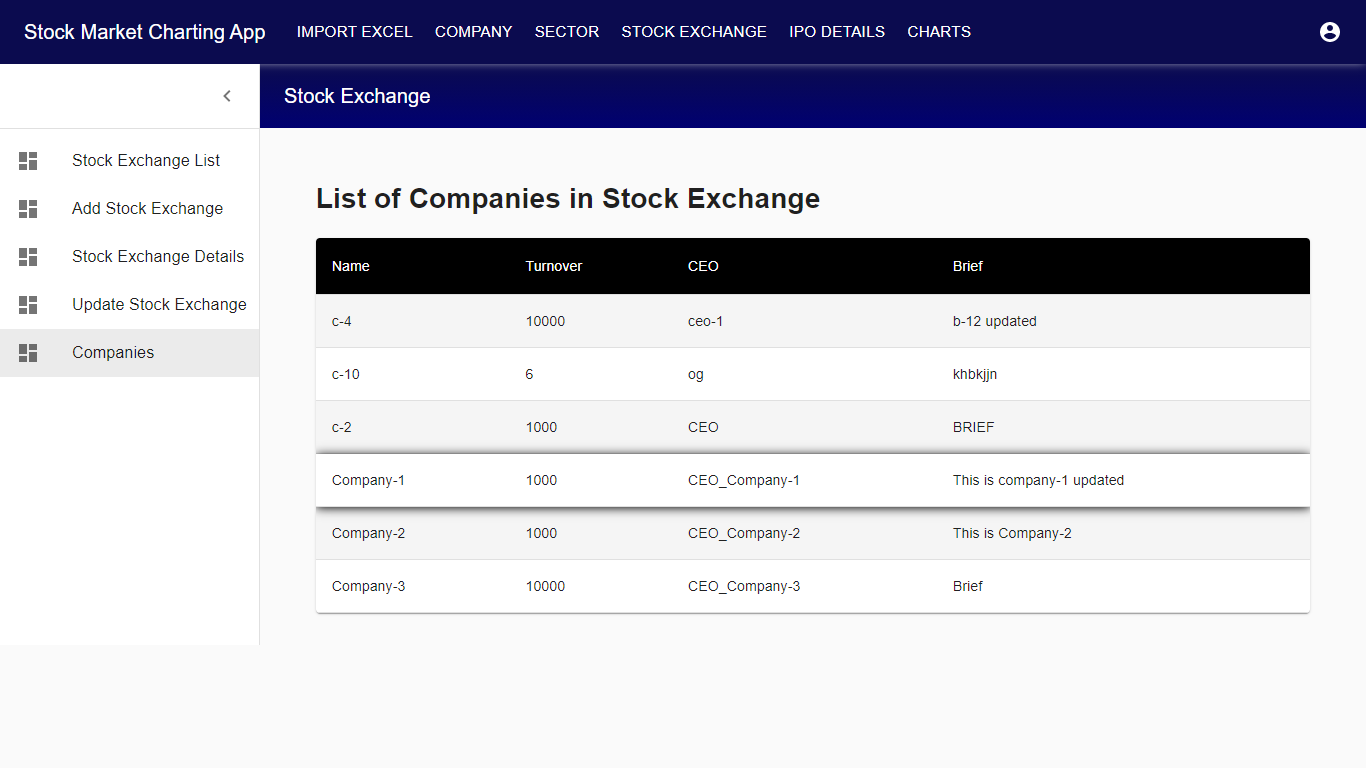 Stock Market Charting App IMPORT EXCEL COMPANY SECTOR STOCK EXCHANGE IPO DETAILS CHARTS
Stock Exchange
Stock Exchange List
Add Stock Exchange
Stock Exchange Details
Update Stock Exchange
Companies
List of Companies in Stock Exchange
Name Turnover CEO Brief
c-4 10000 ceo-1 b-12 updated
c-10 6 og khbkjjn
c-2 1000 CEO BRIEF
Company-1 1000 CEO_Company-1 This is company-1 updated
Company-2 1000 CEO_Company-2 This is Company-2
Company-3 10000 CEO_Company-3 Brief